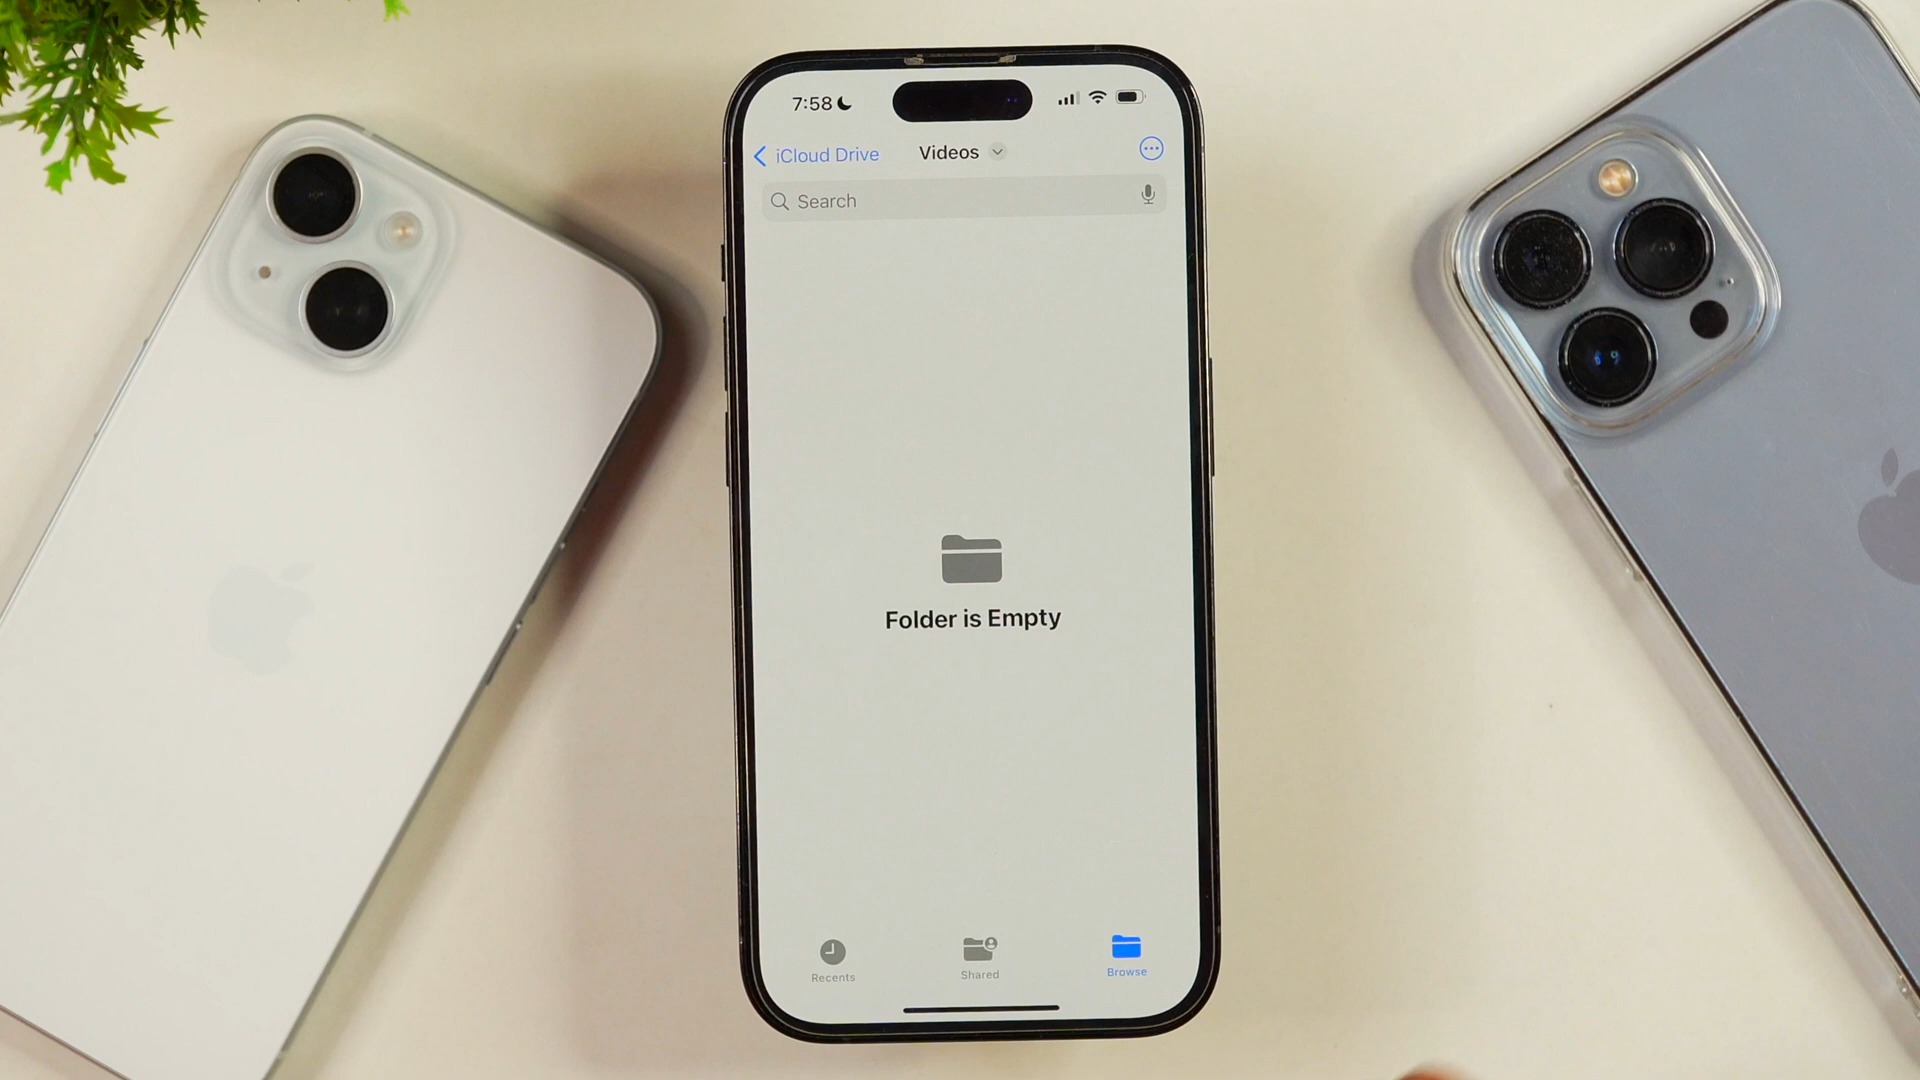 7:58
iCloud Drive Videos
Search
Folder is Empty
Recents Shared Browse